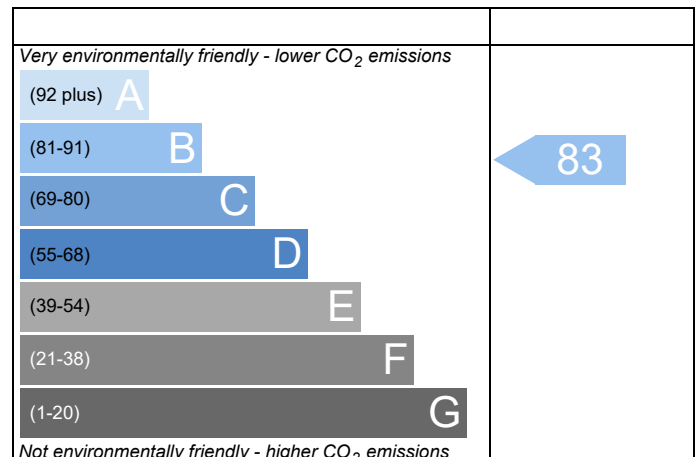 Very environmentally friendly - lower CO₂ emissions
(92 plus) A
(81-91) B
83
(69-80) C
(55-68) D
(39-54) E
(21-38) F
(1-20) G
Not environmentally friendly - higher CO₂ emissions